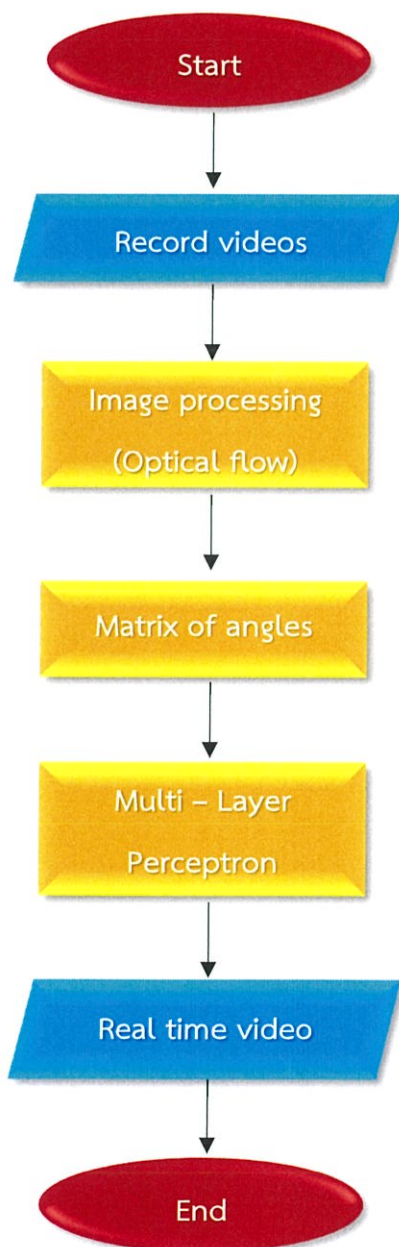 Start
Record videos
Image processing
(Optical flow)
Matrix of angles
Multi – Layer
Perceptron
Real time video
End